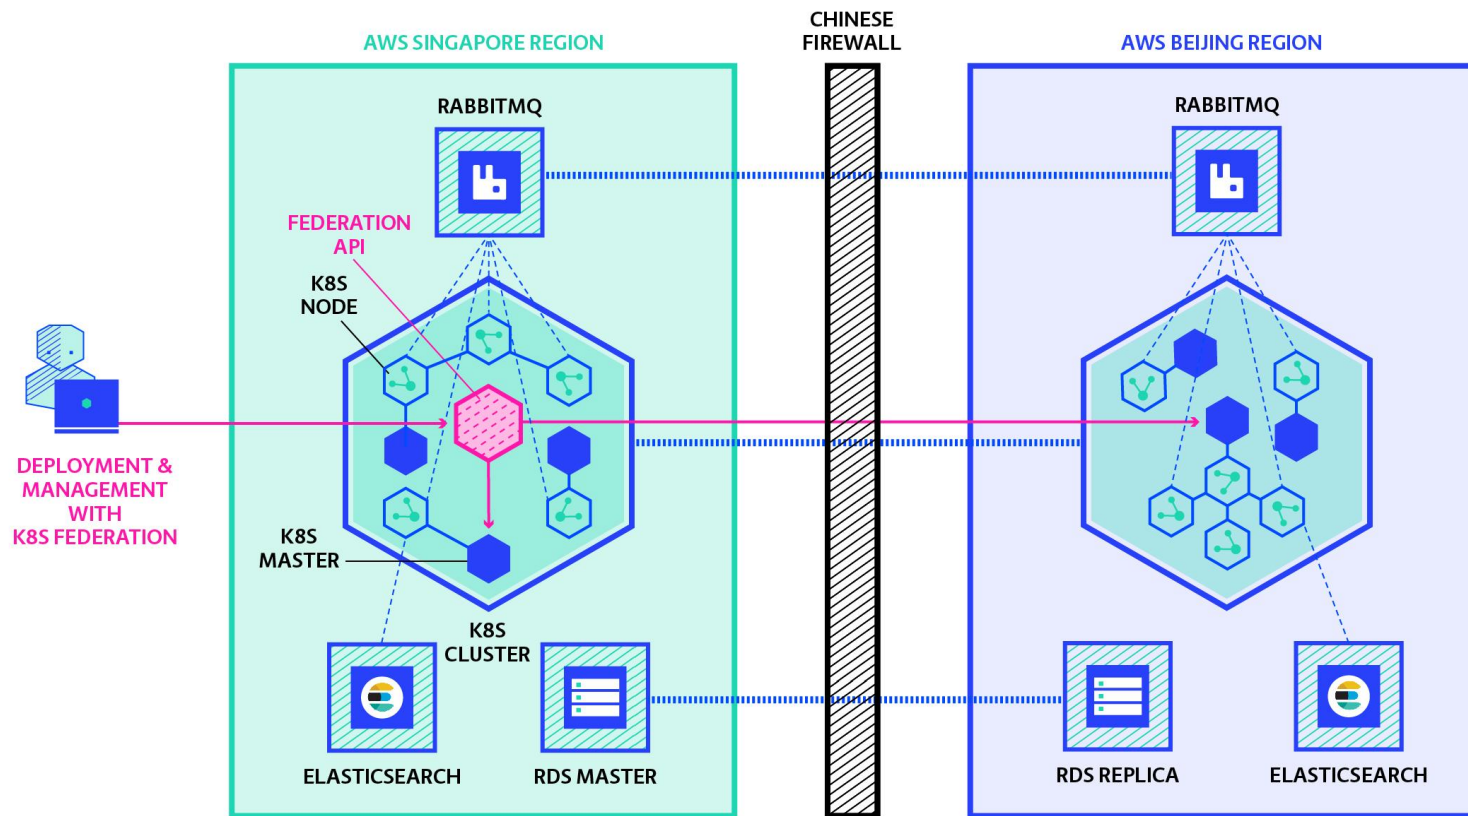 CHINESE
FIREWALL
AWS SINGAPORE REGION
AWS BEIJING REGION
RABBITMQ
RABBITMQ
FEDERATION
API
K8S
NODE
DEPLOYMENT &
MANAGEMENT
WITH
K8S FEDERATION
K8S
MASTER
K8S
CLUSTER
ELASTICSEARCH
RDS MASTER
RDS REPLICA
ELASTICSEARCH